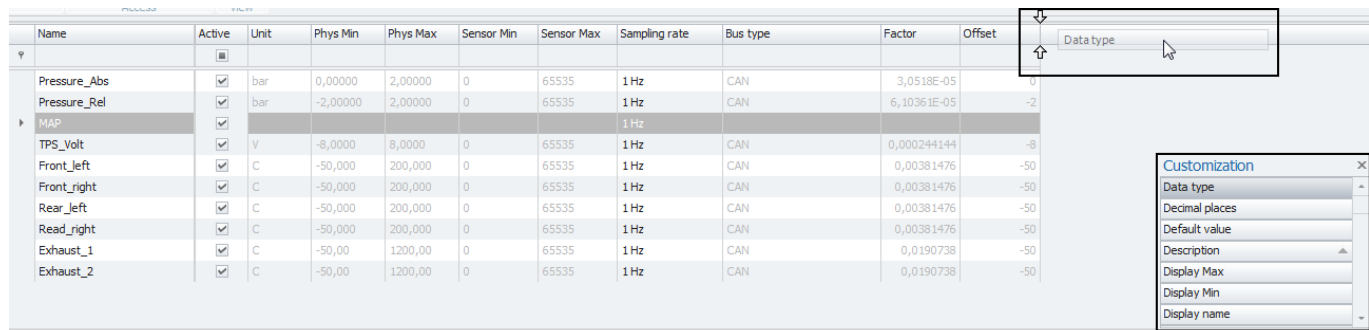 Access View
Name Active Unit Phys Min Phys Max Sensor Min Sensor Max Sampling rate Bus type Factor Offset
Data type
Pressure_Abs bar 0,00000 2,00000 0 65535 1 Hz CAN 3,0518E-05 0
Pressure_Rel bar -2,00000 2,00000 0 65535 1 Hz CAN 6,10361E-05 -2
MAP 1 Hz
TPS_Volt V -8,0000 8,0000 0 65535 1 Hz CAN 0,000244144 -8
Front_left C -50,000 200,000 0 65535 1 Hz CAN 0,00381476 -50
Front_right C -50,000 200,000 0 65535 1 Hz CAN 0,00381476 -50
Rear_left C -50,000 200,000 0 65535 1 Hz CAN 0,00381476 -50
Read_right C -50,000 200,000 0 65535 1 Hz CAN 0,00381476 -50
Exhaust_1 C -50,00 1200,00 0 65535 1 Hz CAN 0,0190738 -50
Exhaust_2 C -50,00 1200,00 0 65535 1 Hz CAN 0,0190738 -50
Customization
Data type
Decimal places
Default value
Description
Display Max
Display Min
Display name